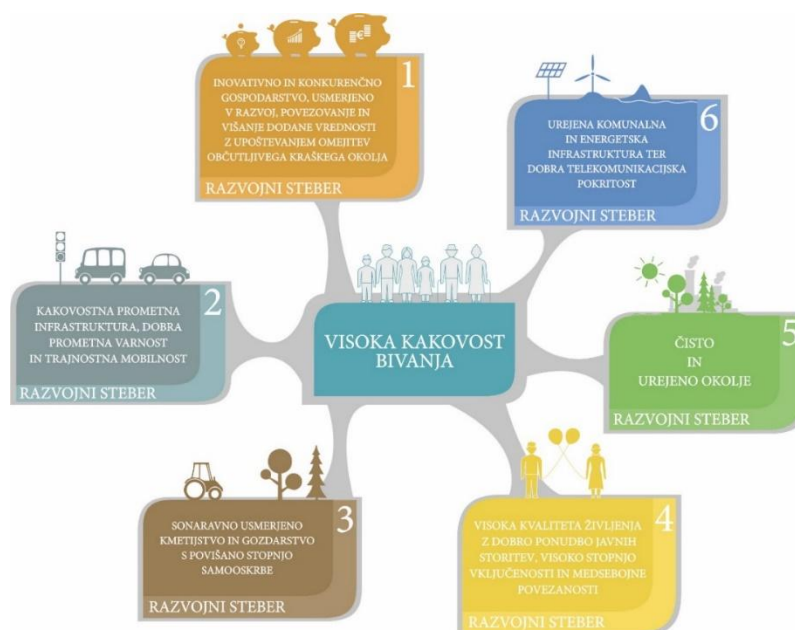 1
INOVATIVNO IN KONKURENČNO
GOSPODARSTVO, USMERJENO
V RAZVOJ, POVEZOVANJE IN
VIŠANJE DODANE VREDNOSTI
Z UPOŠTEVANJEM OMEJITEV
OBČUTLJIVEGA KRAŠKEGA OKOLJA
RAZVOJNI STEBER
6
UREJENA KOMUNALNA
IN ENERGETSKA
INFRASTRUKTURA TER
DOBRA TELEKOMUNIKACIJSKA
POKRITOST
RAZVOJNI STEBER
2
KAKOVOSTNA PROMETNA
INFRASTRUKTURA, DOBRA
PROMETNA VARNOST
IN TRAJNOSTNA MOBILNOST
RAZVOJNI STEBER
VISOKA KAKOVOST
BIVANJA
5
ČISTO
IN
UREJENO OKOLJE
RAZVOJNI STEBER
3
SONARAVNO USMERJENO
KMETIJSTVO IN GOZDARSTVO
S POVIŠANO STOPNJO
SAMOOSKRBE
RAZVOJNI STEBER
4
VISOKA KVALITETA ŽIVLJENJA
Z DOBRO PONUDBO JAVNIH
STORITEV, VISOKO STOPNJO
VKLJUČENOSTI IN MEDSEBOJNE
POVEZANOSTI
RAZVOJNI STEBER